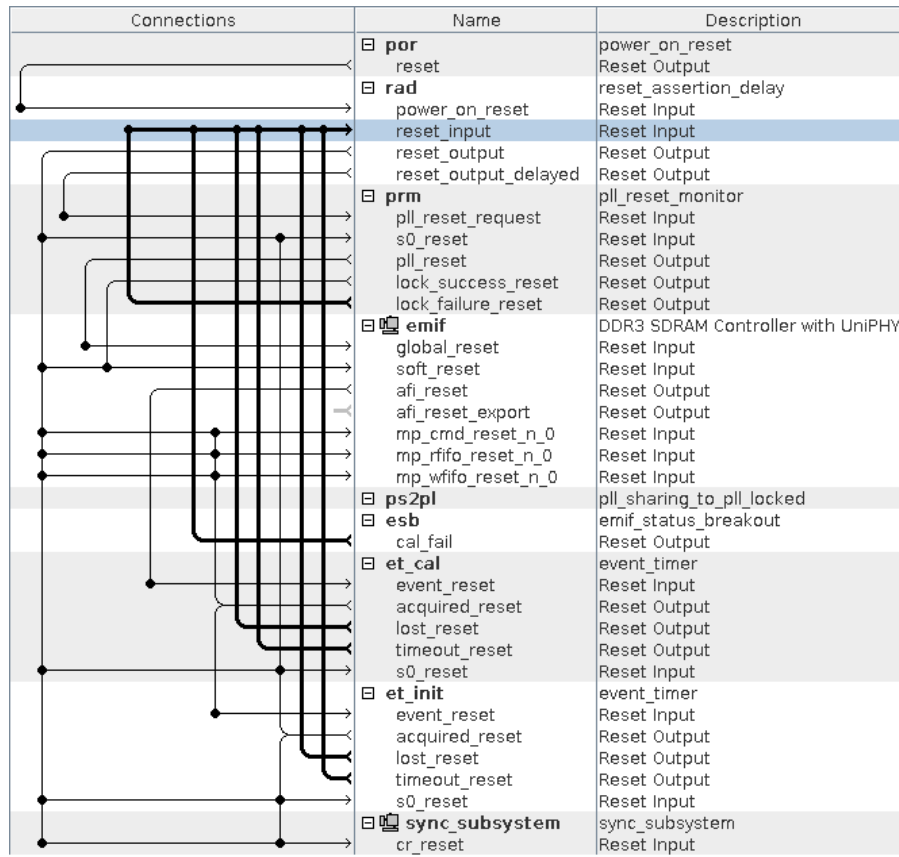 Connections Name Description
por power_on_reset
reset Reset Output
rad reset_assertion_delay
power_on_reset Reset Input
reset_input Reset Input
reset_output Reset Output
reset_output_delayed Reset Output
prm pll_reset_monitor
pll_reset_request Reset Input
s0_reset Reset Input
pll_reset Reset Output
lock_success_reset Reset Output
lock_failure_reset Reset Output
emif DDR3 SDRAM Controller with UniPHY
global_reset Reset Input
soft_reset Reset Input
afi_reset Reset Output
afi_reset_export Reset Output
mp_cmd_reset_n_0 Reset Input
mp_rfifo_reset_n_0 Reset Input
mp_wfifo_reset_n_0 Reset Input
ps2pl pll_sharing_to_pll_locked
esb emif_status_breakout
cal_fail Reset Output
et_cal event_timer
event_reset Reset Input
acquired_reset Reset Output
lost_reset Reset Output
timeout_reset Reset Output
s0_reset Reset Input
et_init event_timer
event_reset Reset Input
acquired_reset Reset Output
lost_reset Reset Output
timeout_reset Reset Output
s0_reset Reset Input
sync_subsystem sync_subsystem
cr_reset Reset Input